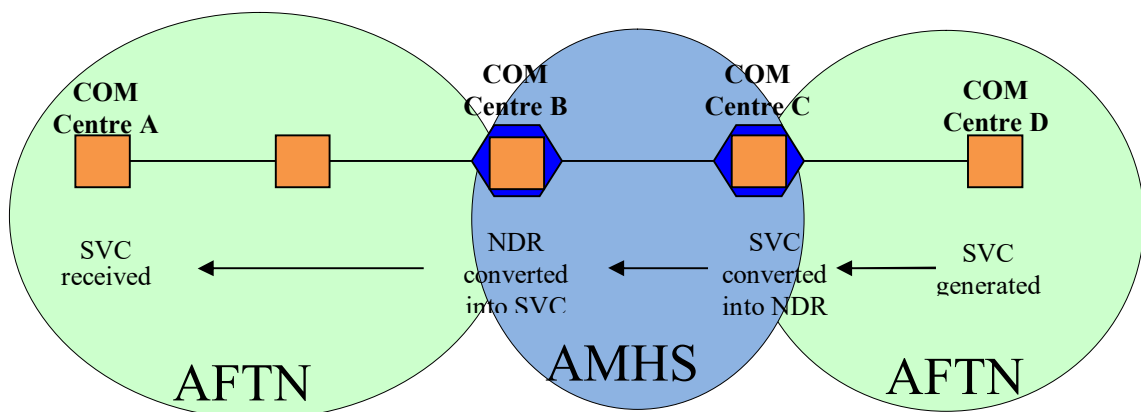 COM
Centre A
COM
Centre B
COM
Centre C
COM
Centre D
SVC
received
NDR
converted
into SVC
SVC
converted
into NDR
SVC
generated
AFTN
AMHS
AFTN